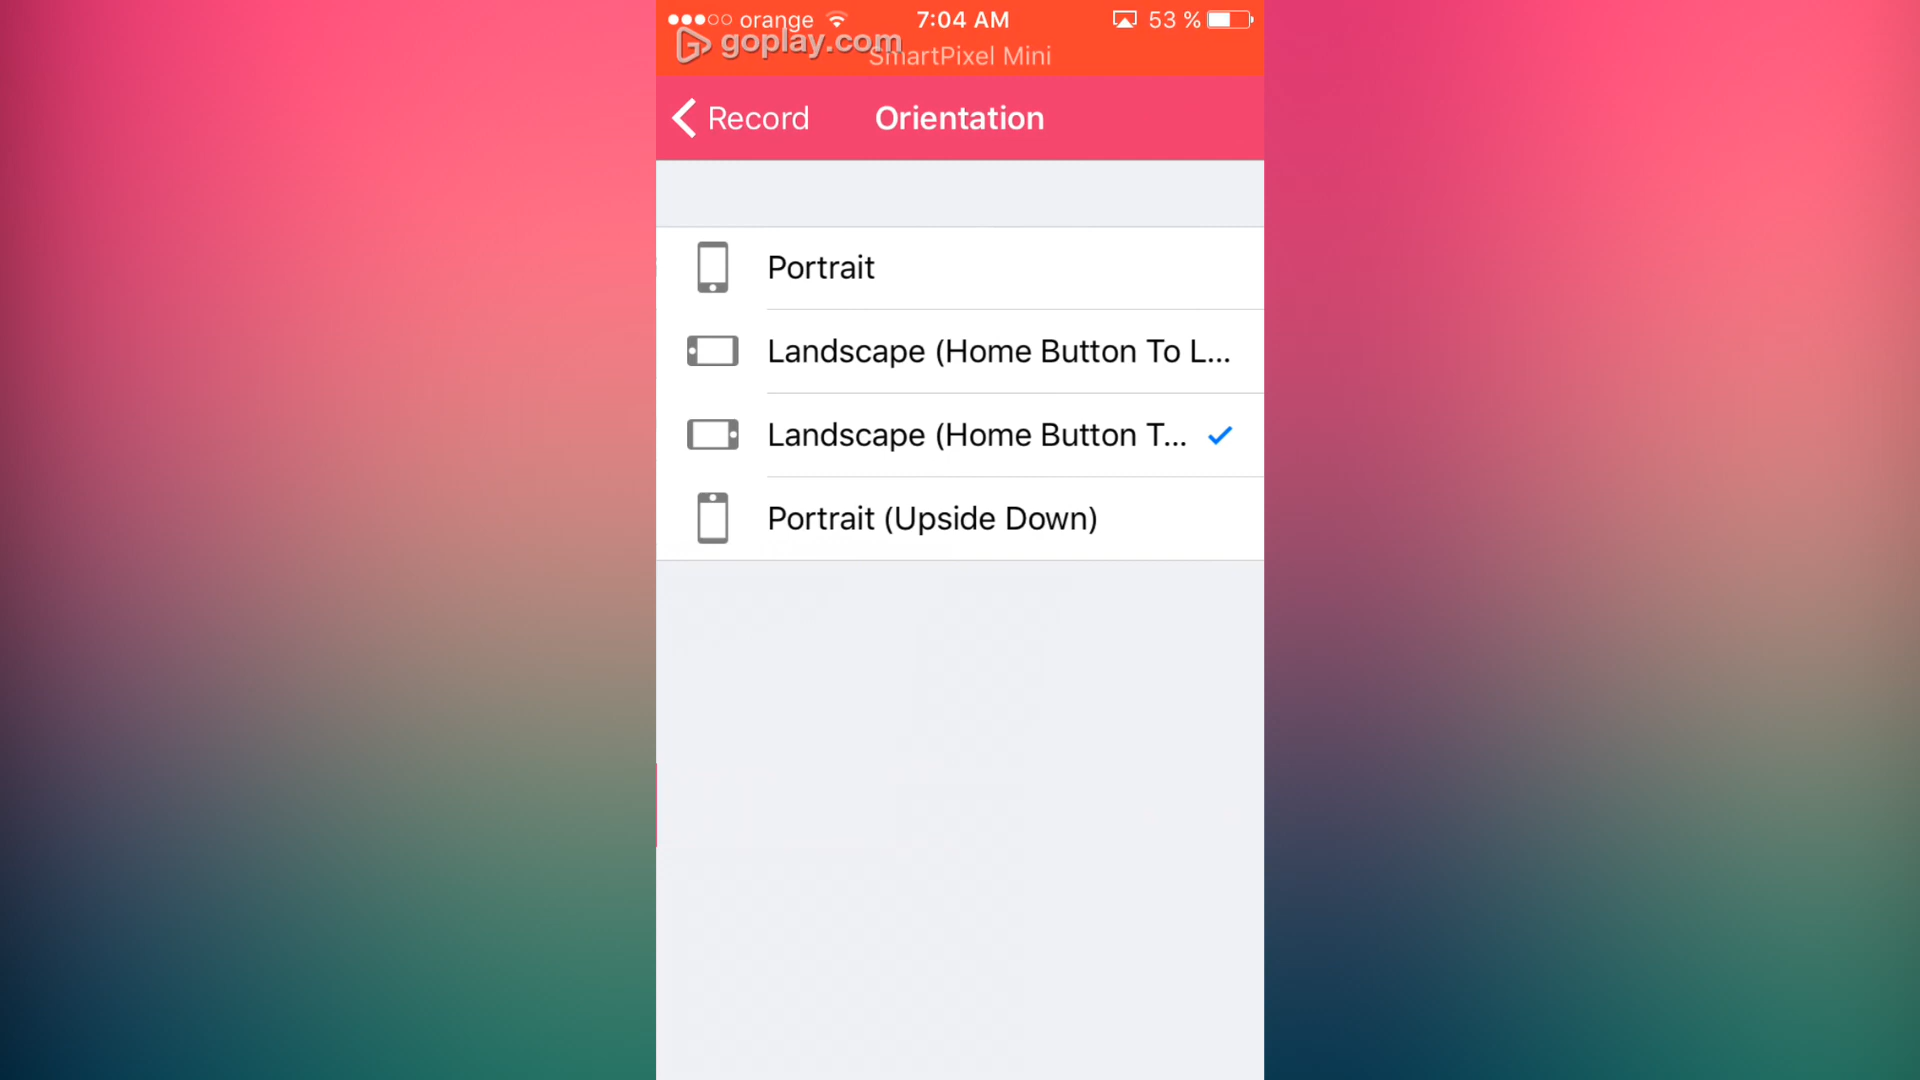 orange 7:04 AM 53 %
goplay.com
SmartPixel Mini
Record Orientation
Portrait
Landscape (Home Button To L...
Landscape (Home Button T...
Portrait (Upside Down)